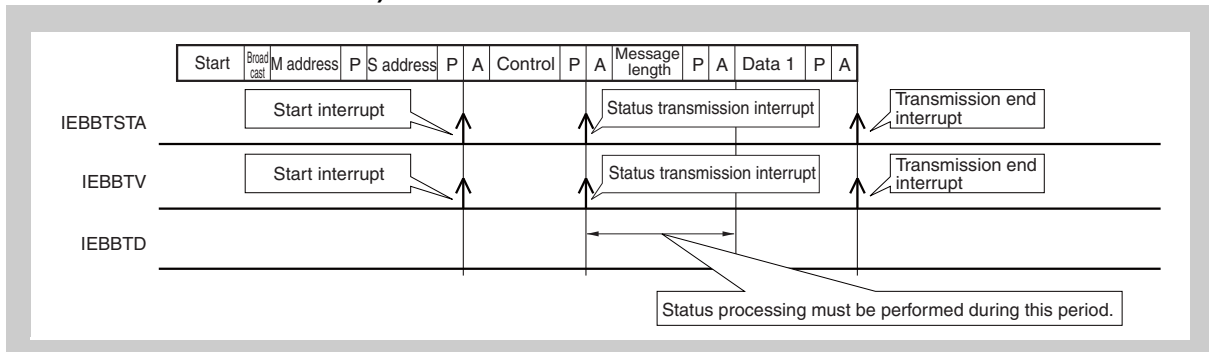 Start Broad cast M address P S address P A Control P A Message length P A Data 1 P A
IEBBTSTA
Start interrupt
Status transmission interrupt
Transmission end
interrupt
IEBBTV
Start interrupt
Status transmission interrupt
Transmission end
interrupt
IEBBTD
Status processing must be performed during this period.